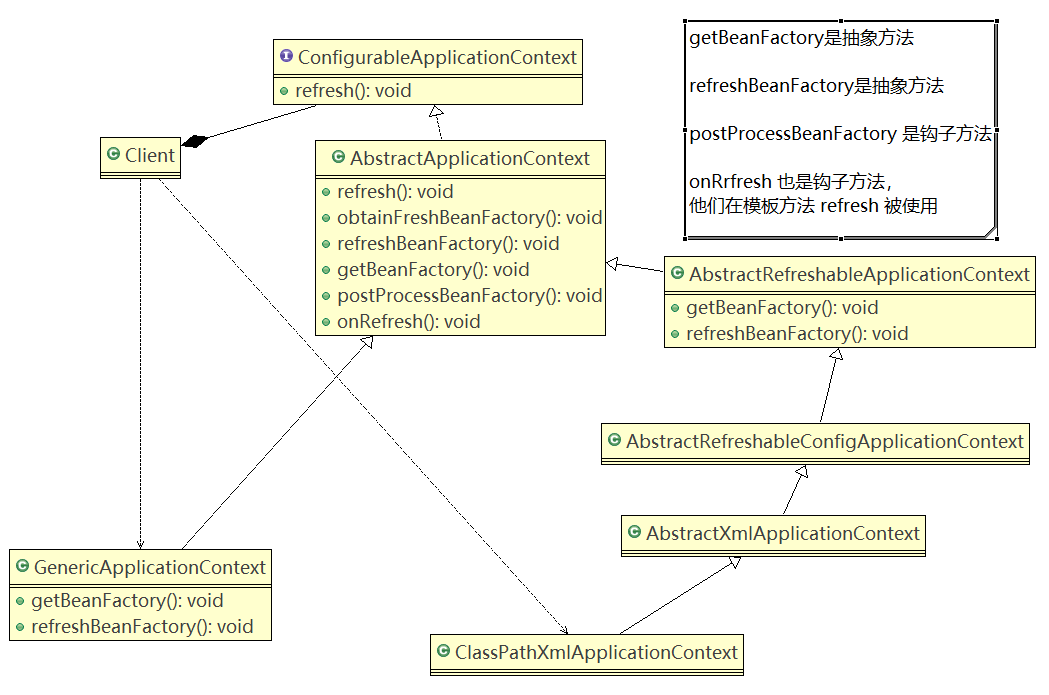 ConfigurableApplicationContext
refresh(): void
Client
AbstractApplicationContext
refresh(): void
obtainFreshBeanFactory(): void
refreshBeanFactory(): void
getBeanFactory(): void
postProcessBeanFactory(): void
onRefresh(): void
getBeanFactory是抽象方法
refreshBeanFactory是抽象方法
postProcessBeanFactory 是钩子方法
onRrfresh 也是钩子方法，
他们在模板方法 refresh 被使用
AbstractRefreshableApplicationContext
getBeanFactory(): void
refreshBeanFactory(): void
AbstractRefreshableConfigApplicationContext
AbstractXmlApplicationContext
GenericApplicationContext
getBeanFactory(): void
refreshBeanFactory(): void
ClassPathXmlApplicationContext